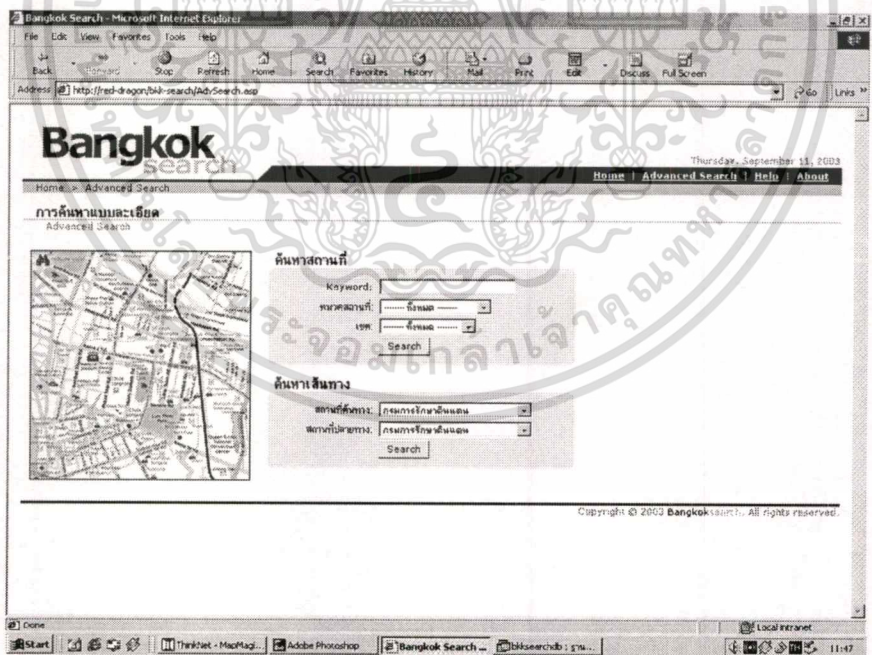 Bangkok Search - Microsoft Internet Explorer
File Edit View Favorites Tools Help
Back Forward Stop Refresh Home Search Favorites History Mail Print Edit Discuss Full Screen
Address http://red-dragon/bkk-search/AdvSearch.asp Go Links »
Bangkok
search
Thursday, September 11, 2003
Home | Advanced Search | Help | About
Home > Advanced Search
การค้นหาแบบละเอียด
Advanced Search
ค้นหาสถานที่
Keyword:
หมวดสถานที่: ------- ทั้งหมด -------
เขต: ------- ทั้งหมด -------
Search
ค้นหาเส้นทาง
สถานที่ต้นทาง: กรมการรักษาดินแดน
สถานที่ปลายทาง: กรมการรักษาดินแดน
Search
Copyright © 2003 Bangkoksearch. All rights reserved.
Done Local intranet
Start ThinkNet - MapMagi... Adobe Photoshop Bangkok Search ... bkksearchdb : ฐาน... TH 11:47